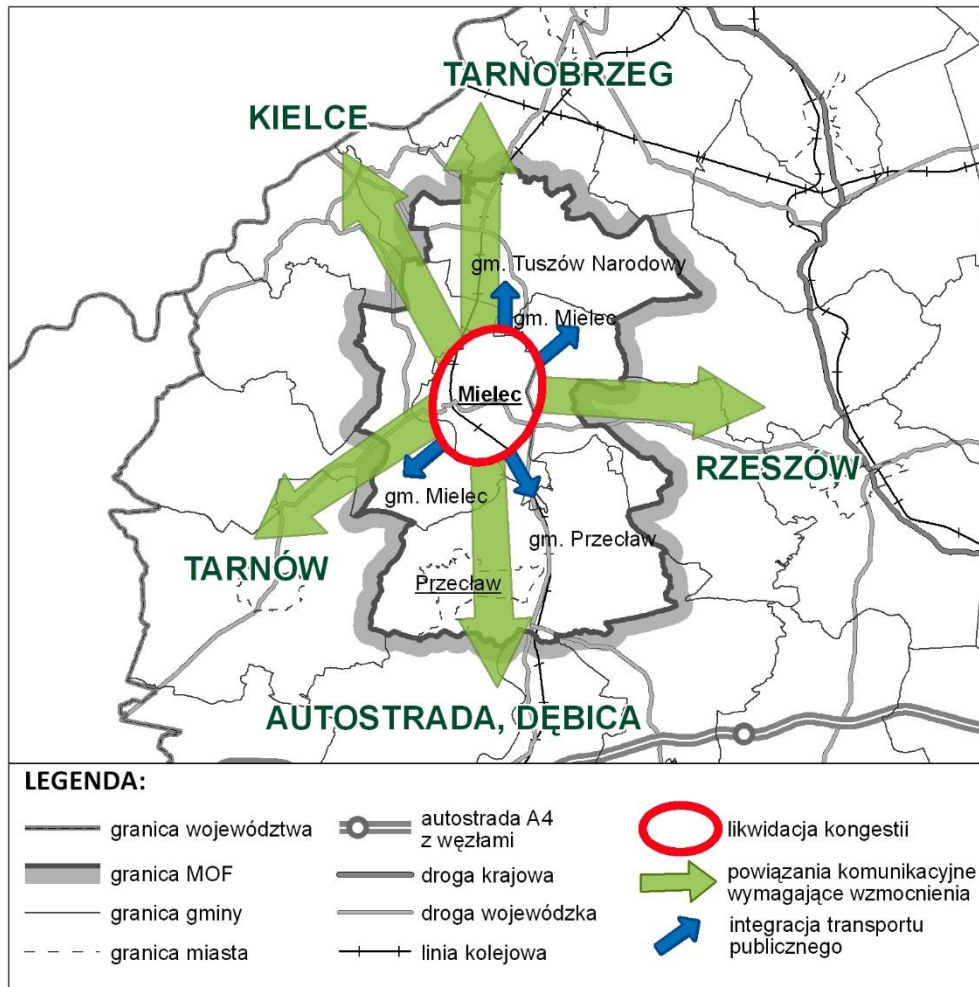 TARNOBRZEG
KIELCE
gm. Tuszów Narodowy
gm. Mielec
Mielec
RZESZÓW
gm. Mielec
gm. Przecław
TARNÓW
Przecław
AUTOSTRADA, DĘBICA
LEGENDA:
granica województwa
granica MOF
granica gminy
granica miasta
autostrada A4
z węzłami
droga krajowa
droga wojewódzka
linia kolejowa
likwidacja kongestii
powiązania komunikacyjne
wymagające wzmocnienia
integracja transportu
publicznego